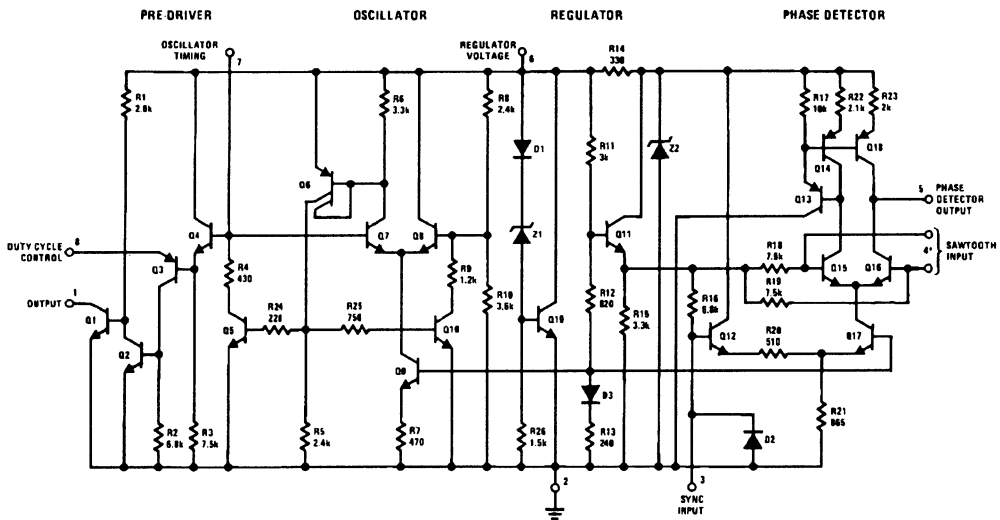 PRE-DRIVER
OSCILLATOR
REGULATOR
PHASE DETECTOR
OSCILLATOR
TIMING
7
REGULATOR
VOLTAGE
6
R14
330
R1
2.0k
R6
3.3k
R8
2.4k
R11
3k
R17
10k
R22
2.1k
R23
2k
D1
Z2
Q6
Q14
Q18
Q13
5
PHASE
DETECTOR
OUTPUT
Q4
Q7
Q8
Z1
Q11
DUTY CYCLE
CONTROL
8
Q3
R4
430
R9
1.2k
R18
7.5k
Q15
Q16
4*
SAWTOOTH
INPUT
R19
7.5k
OUTPUT
1
Q1
Q2
Q5
R24
220
R25
750
Q10
R10
3.6k
Q19
R12
820
R15
3.3k
R16
6.8k
Q12
R20
510
Q17
Q9
D3
R2
6.8k
R3
7.5k
R5
2.4k
R7
470
R26
1.5k
R13
240
D2
R21
665
2
3
SYNC
INPUT